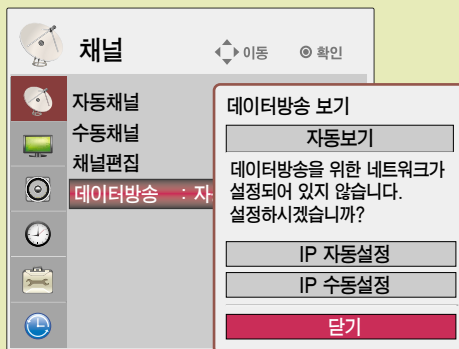 채널
이동
확인
자동채널
수동채널
채널편집
데이터방송 : 자
데이터방송 보기
자동보기
데이터방송을 위한 네트워크가
설정되어 있지 않습니다.
설정하시겠습니까?
IP 자동설정
IP 수동설정
닫기